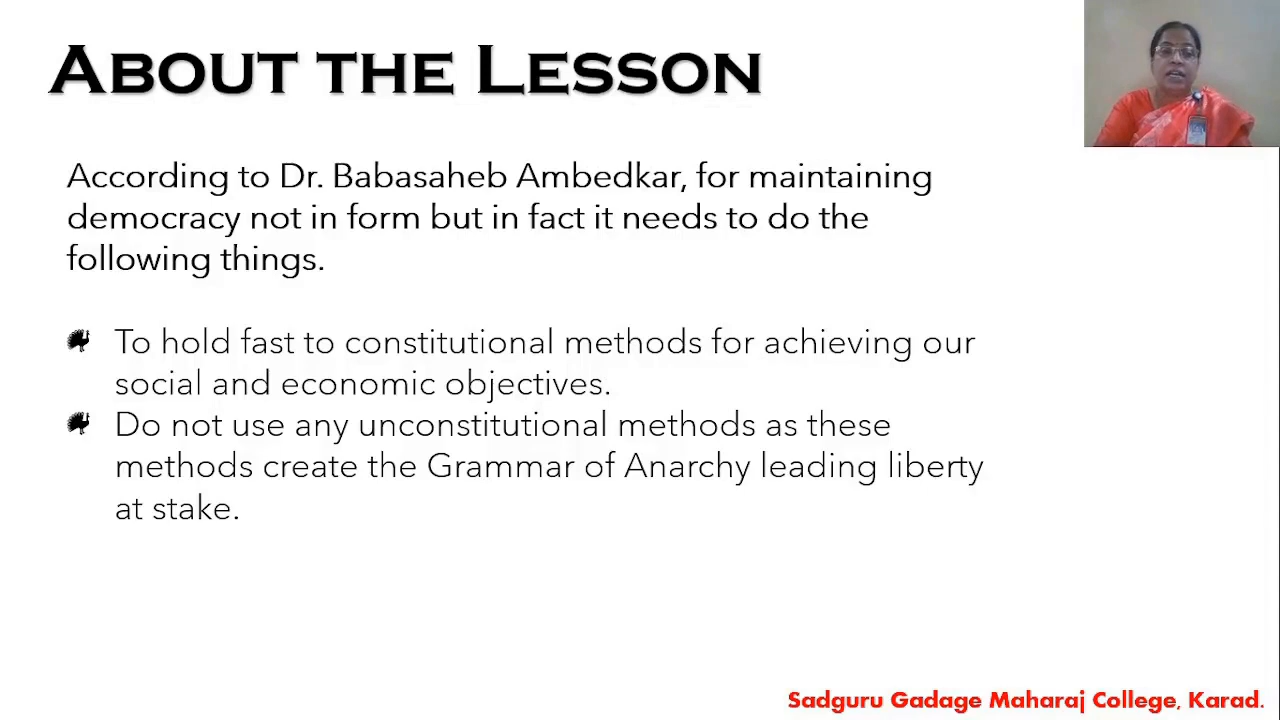 ABOUT THE LESSON
According to Dr. Babasaheb Ambedkar, for maintaining
democracy not in form but in fact it needs to do the
following things.
To hold fast to constitutional methods for achieving our
social and economic objectives.
Do not use any unconstitutional methods as these
methods create the Grammar of Anarchy leading liberty
at stake.
Sadguru Gadage Maharaj College, Karad.